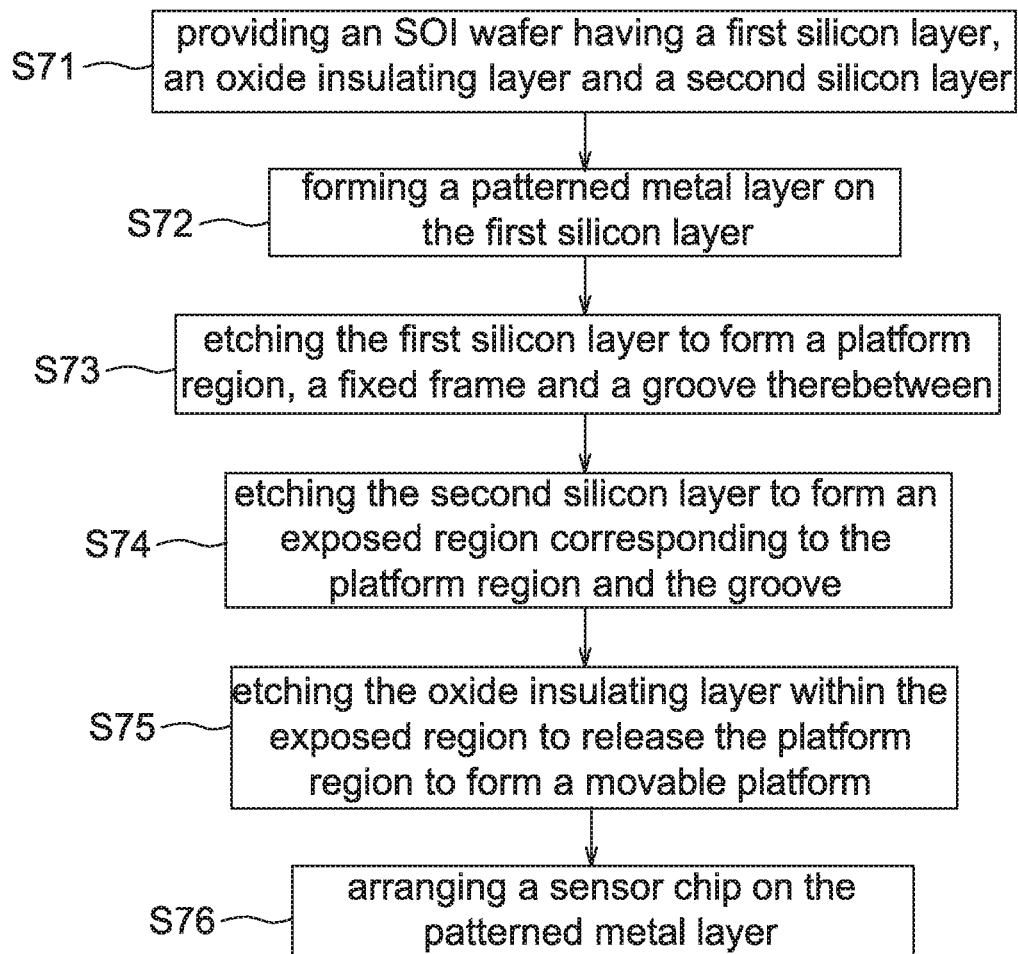 S71
providing an SOI wafer having a first silicon layer,
an oxide insulating layer and a second silicon layer
S72
forming a patterned metal layer on
the first silicon layer
S73
etching the first silicon layer to form a platform
region, a fixed frame and a groove therebetween
S74
etching the second silicon layer to form an
exposed region corresponding to the
platform region and the groove
S75
etching the oxide insulating layer within the
exposed region to release the platform
region to form a movable platform
S76
arranging a sensor chip on the
patterned metal layer